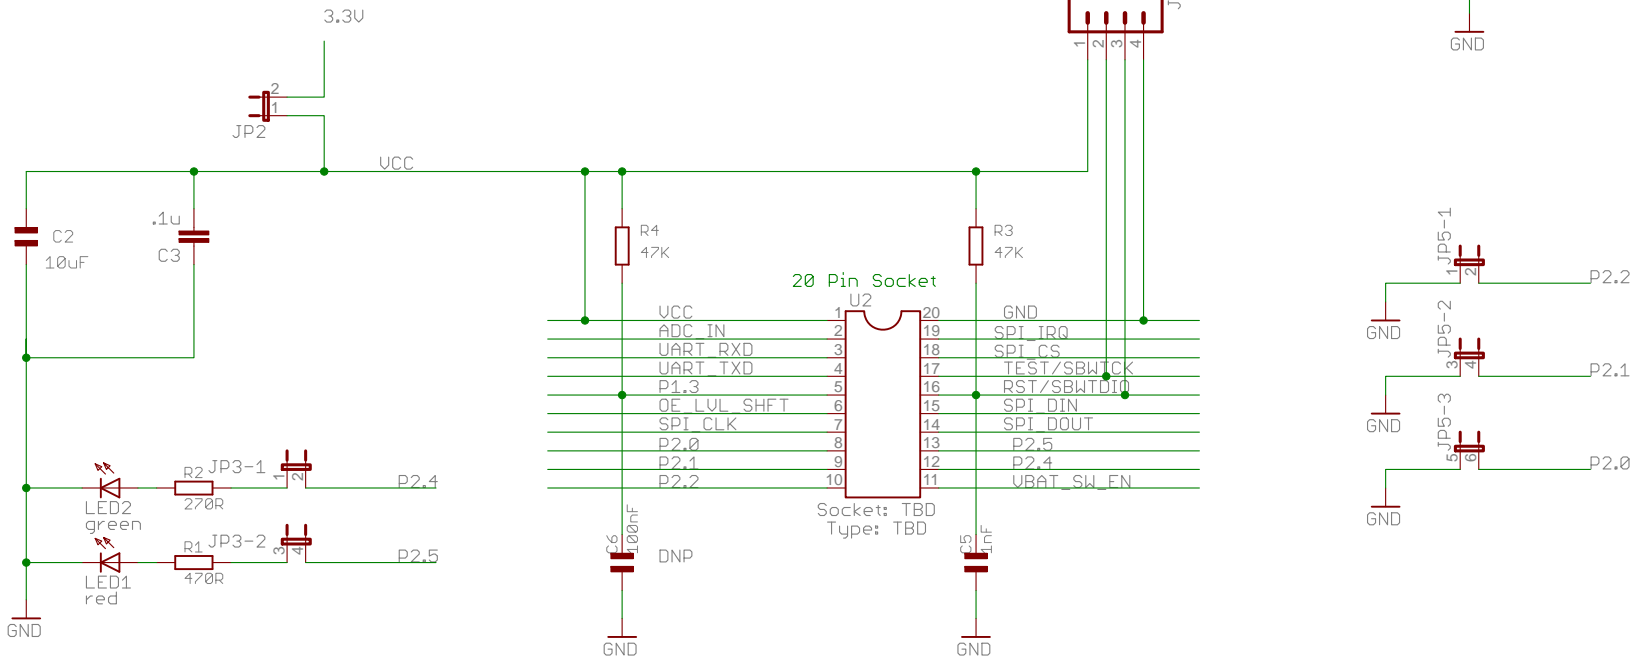 3.3V
J
1
2
3
4
GND
2
1
JP2
VCC
.1u
C2
10uF
C3
R4
47K
R3
47K
20 Pin Socket
U2
VCC 1 20 GND
ADC_IN 2 19 SPI_IRQ
UART_RXD 3 18 SPI_CS
UART_TXD 4 17 TEST/SBWTCK
P1.3 5 16 RST/SBWTDIO
OE_LVL_SHFT 6 15 SPI_DIN
SPI_CLK 7 14 SPI_DOUT
P2.0 8 13 P2.5
P2.1 9 12 P2.4
P2.2 10 11 VBAT_SW_EN
Socket: TBD
Type: TBD
JP5-1
1
2
P2.2
GND
JP5-2
3
4
P2.1
GND
JP5-3
5
6
P2.0
GND
R2
270R
JP3-1
1
2
P2.4
LED2
green
R1
470R
JP3-2
3
4
P2.5
LED1
red
GND
C6
100nF
DNP
GND
C5
1nF
GND